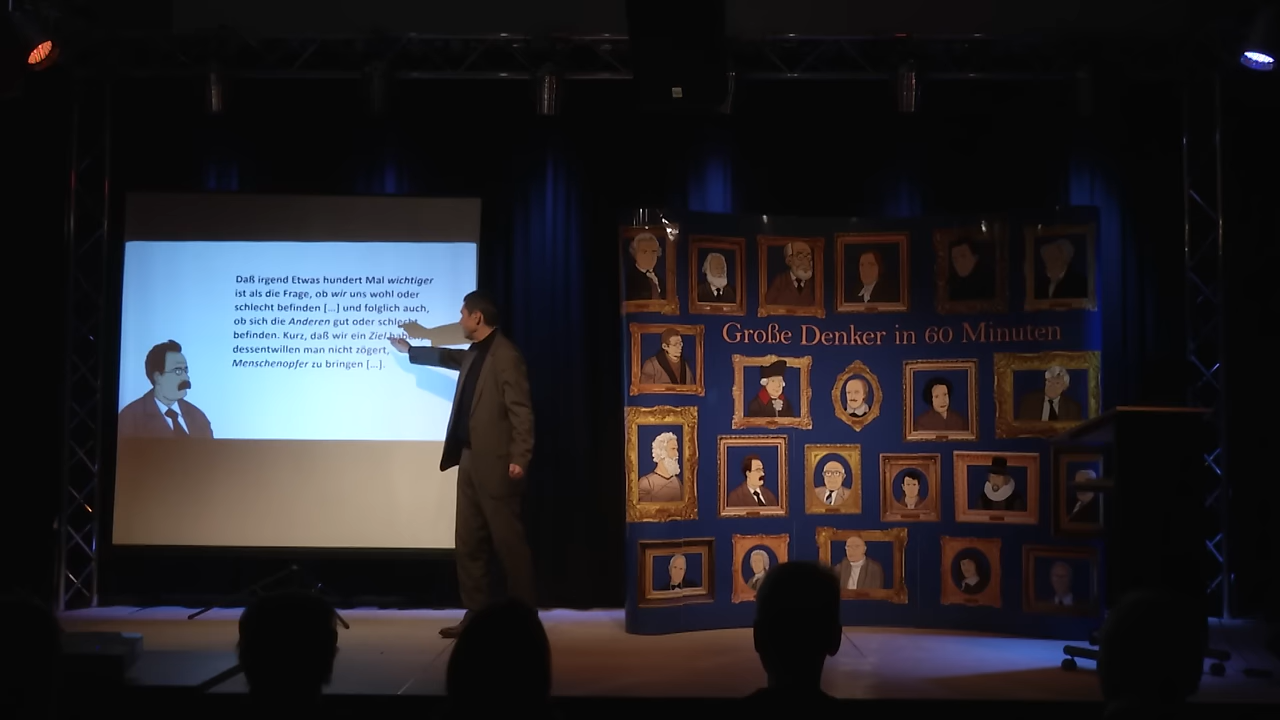 Daß irgend Etwas hundert Mal wichtiger
ist als die Frage, ob wir uns wohl oder
schlecht befinden [...] und folglich auch,
ob sich die Anderen gut oder schlecht
befinden. Kurz, daß wir ein Ziel haben,
dessentwillen man nicht zögert,
Menschenopfer zu bringen [...].
Große Denker in 60 Minuten